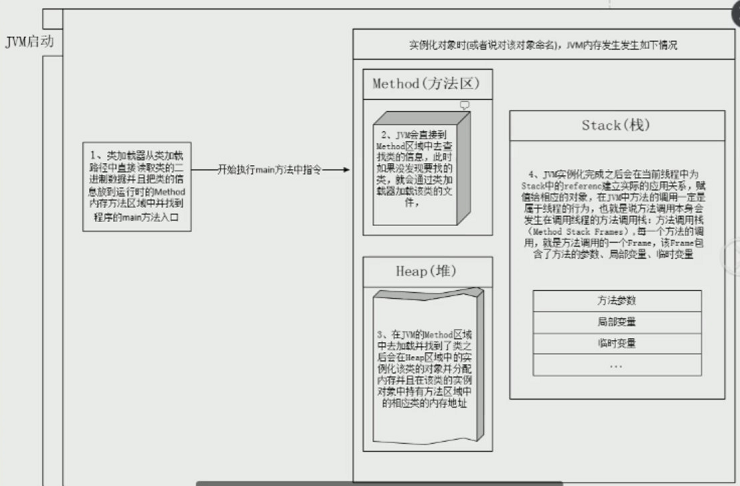 JVM启动
实例化对象时(或者说对该对象命名), JVM内存发生发生如下情况
1、类加载器从类加载
路径中直接读取类的二
进制数据并且把类的信
息放到运行时的Method
内存方法区域中并找到
程序的main方法入口
开始执行main方法中指令
Method(方法区)
2、JVM会直接到
Method区域中去查
找类的信息，此时
如果没发现要找的
类，就会通过类加
载器加载该类的文
件，
Heap(堆)
3、在JVM的Method区域
中去加载并找到了类之
后会在Heap区域中的实
例化该类的对象并分配
内存并且在该类的实例
对象中持有方法区域中
的相应类的内存地址
Stack(栈)
4、JVM实例化完成之后会在当前线程中为
Stack中的referenc建立实际的应用关系，赋
值给相应的对象，在JVM中方法的调用一定是
属于线程的行为，也就是说方法调用本身会
发生在调用线程的方法调用栈：方法调用栈
（Method Stack Frames）,每一个方法的调
用，就是方法调用的一个Frame，该Frame包
含了方法的参数、局部变量、临时变量
方法参数
局部变量
临时变量
...